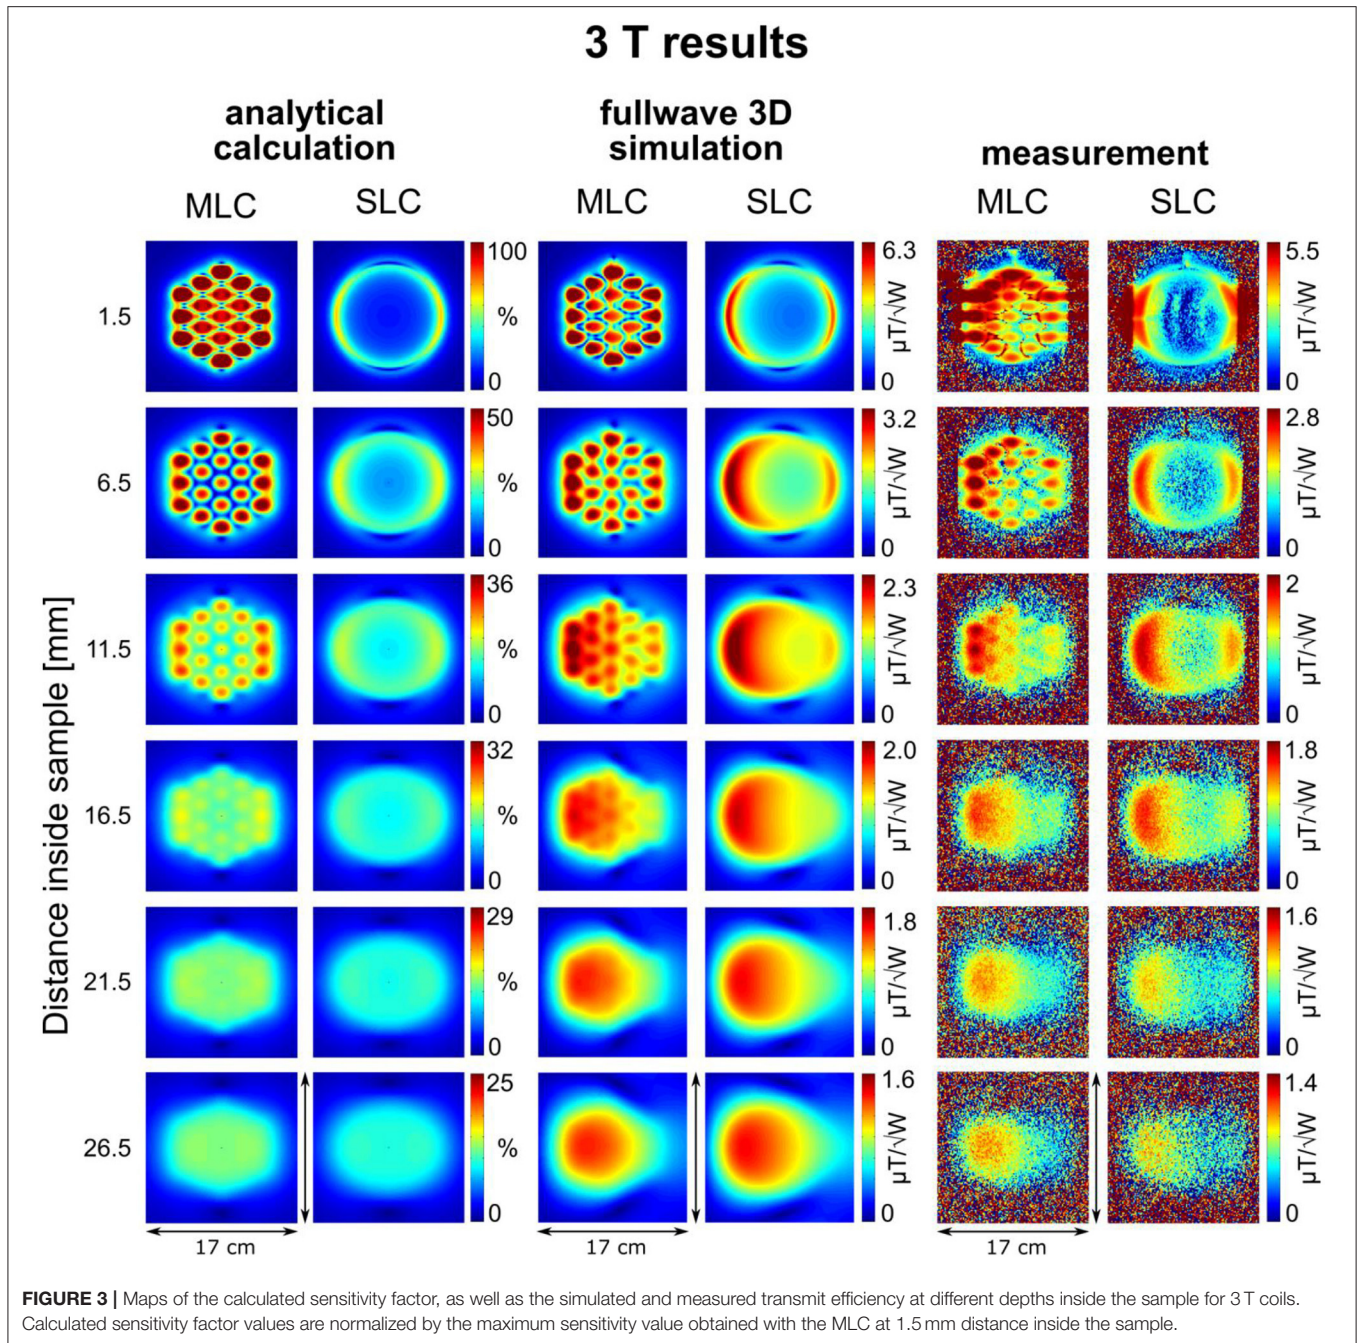 3 T results
analytical
calculation
fullwave 3D
simulation
measurement
MLC
SLC
MLC
SLC
MLC
SLC
Distance inside sample [mm]
1.5
100
%
0
6.3
µT/√W
0
5.5
µT/√W
0
6.5
50
%
0
3.2
µT/√W
0
2.8
µT/√W
0
11.5
36
%
0
2.3
µT/√W
0
2
µT/√W
0
16.5
32
%
0
2.0
µT/√W
0
1.8
µT/√W
0
21.5
29
%
0
1.8
µT/√W
0
1.6
µT/√W
0
26.5
25
%
0
1.6
µT/√W
0
1.4
µT/√W
0
17 cm
17 cm
17 cm
FIGURE 3 | Maps of the calculated sensitivity factor, as well as the simulated and measured transmit efficiency at different depths inside the sample for 3 T coils.
Calculated sensitivity factor values are normalized by the maximum sensitivity value obtained with the MLC at 1.5 mm distance inside the sample.